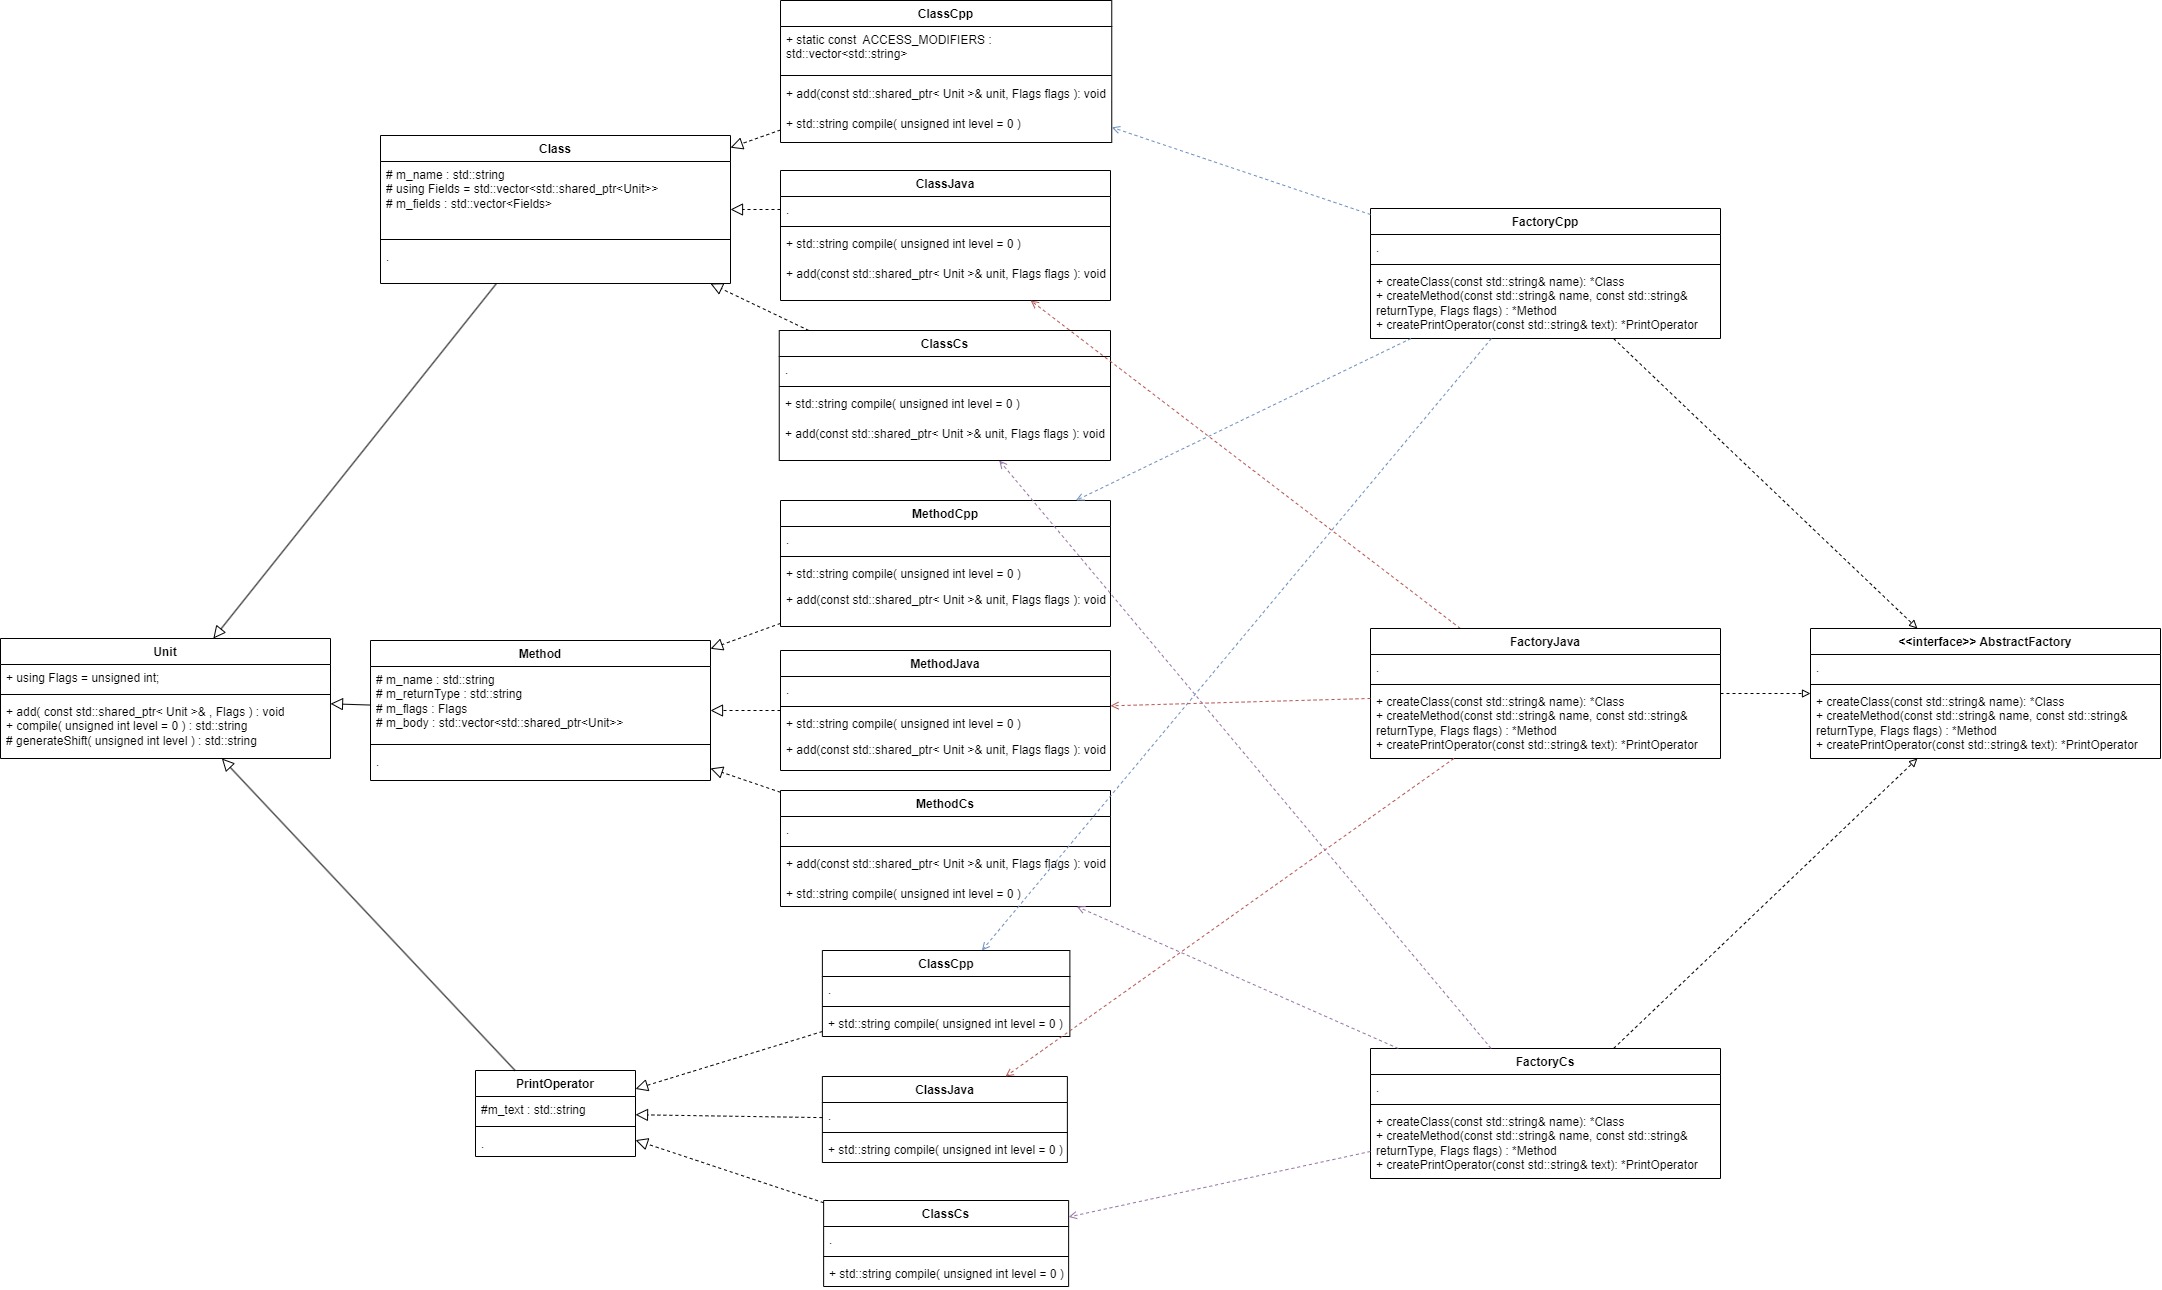 ClassCpp
+ static const  ACCESS_MODIFIERS :
std::vector<std::string>
+ add(const std::shared_ptr< Unit >& unit, Flags flags ): void
+ std::string compile( unsigned int level = 0 )
Class
# m_name : std::string
# using Fields = std::vector<std::shared_ptr<Unit>>
# m_fields : std::vector<Fields>
.
ClassJava
.
+ std::string compile( unsigned int level = 0 )
+ add(const std::shared_ptr< Unit >& unit, Flags flags ): void
ClassCs
.
+ std::string compile( unsigned int level = 0 )
+ add(const std::shared_ptr< Unit >& unit, Flags flags ): void
FactoryCpp
.
+ createClass(const std::string& name): *Class
+ createMethod(const std::string& name, const std::string&
returnType, Flags flags) : *Method
+ createPrintOperator(const std::string& text): *PrintOperator
MethodCpp
.
+ std::string compile( unsigned int level = 0 )
+ add(const std::shared_ptr< Unit >& unit, Flags flags ): void
Unit
+ using Flags = unsigned int;
+ add( const std::shared_ptr< Unit >& , Flags ) : void
+ compile( unsigned int level = 0 ) : std::string
# generateShift( unsigned int level ) : std::string
Method
# m_name : std::string
# m_returnType : std::string
# m_flags : Flags
# m_body : std::vector<std::shared_ptr<Unit>>
.
MethodJava
.
+ std::string compile( unsigned int level = 0 )
+ add(const std::shared_ptr< Unit >& unit, Flags flags ): void
FactoryJava
.
+ createClass(const std::string& name): *Class
+ createMethod(const std::string& name, const std::string&
returnType, Flags flags) : *Method
+ createPrintOperator(const std::string& text): *PrintOperator
<<interface>> AbstractFactory
.
+ createClass(const std::string& name): *Class
+ createMethod(const std::string& name, const std::string&
returnType, Flags flags) : *Method
+ createPrintOperator(const std::string& text): *PrintOperator
MethodCs
.
+ add(const std::shared_ptr< Unit >& unit, Flags flags ): void
+ std::string compile( unsigned int level = 0 )
ClassCpp
.
+ std::string compile( unsigned int level = 0 )
PrintOperator
#m_text : std::string
.
ClassJava
.
+ std::string compile( unsigned int level = 0 )
FactoryCs
.
+ createClass(const std::string& name): *Class
+ createMethod(const std::string& name, const std::string&
returnType, Flags flags) : *Method
+ createPrintOperator(const std::string& text): *PrintOperator
ClassCs
.
+ std::string compile( unsigned int level = 0 )